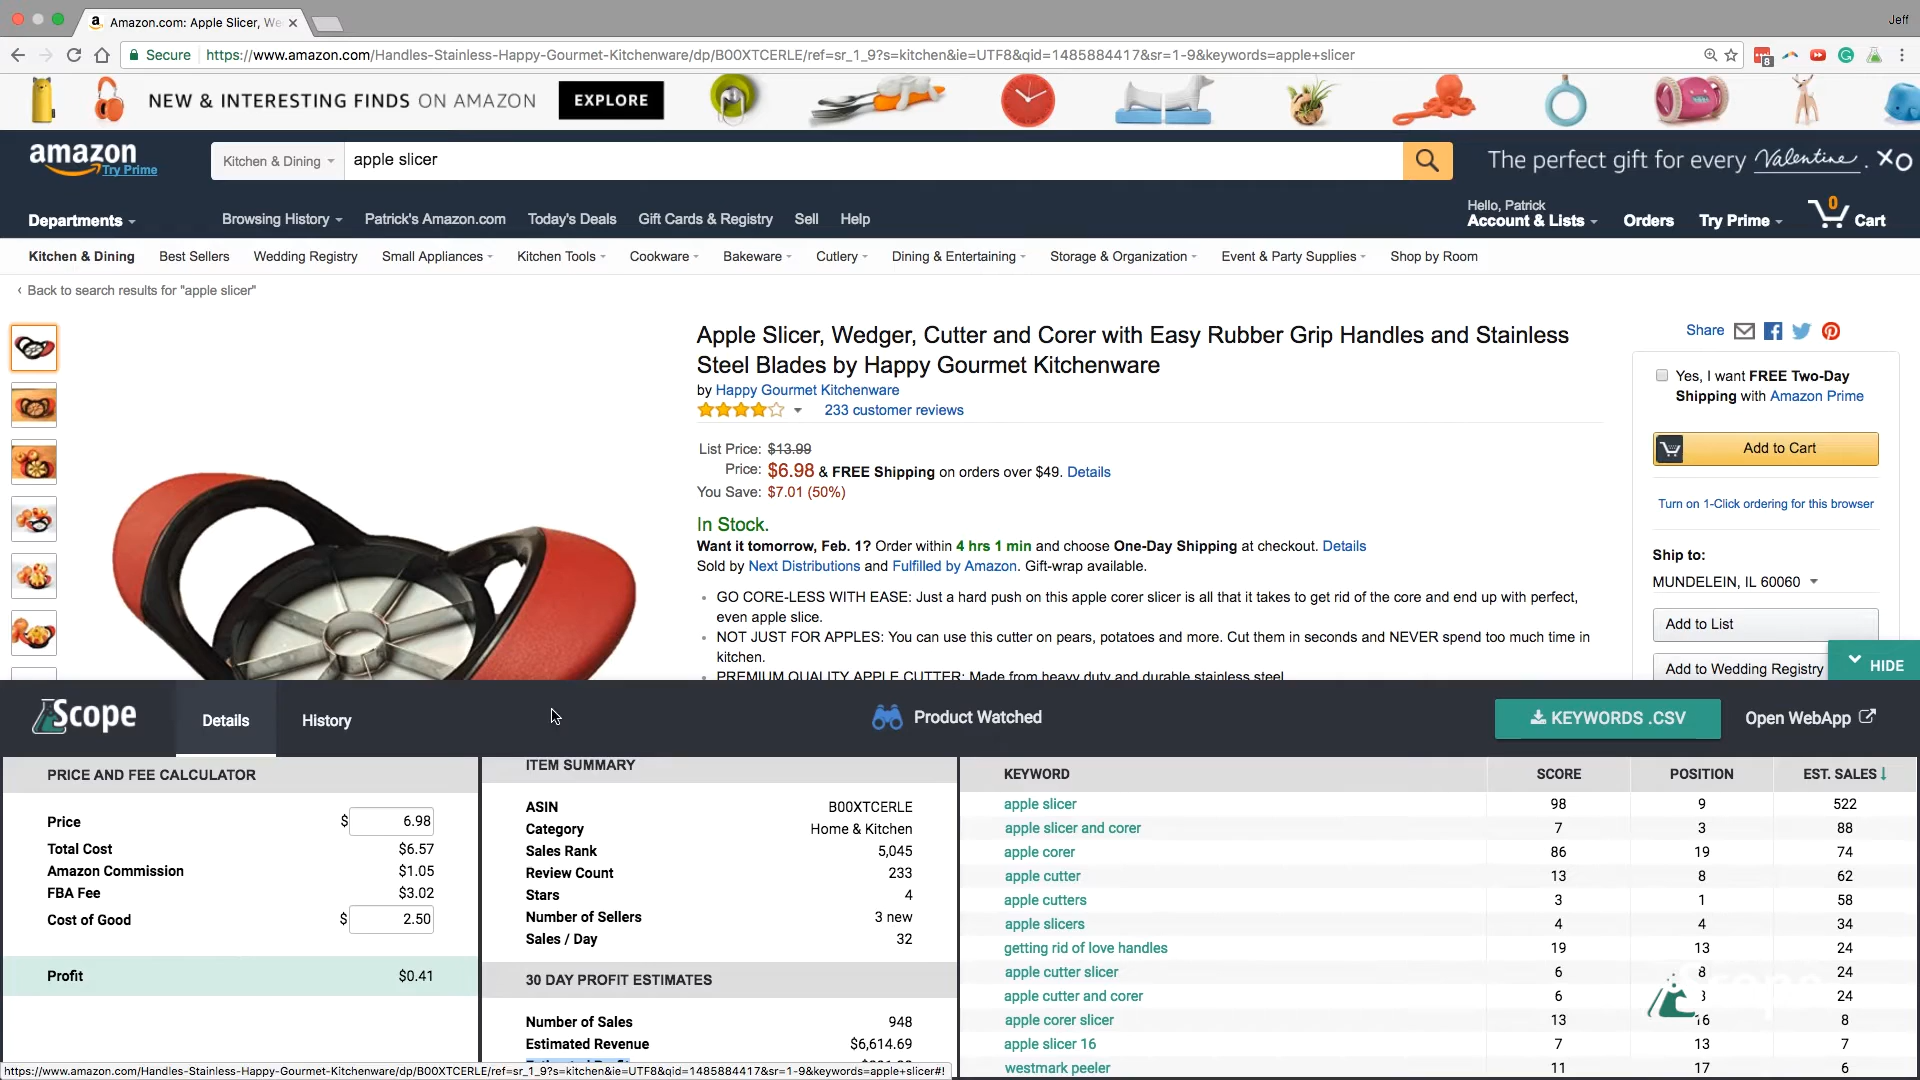 Jeff
Amazon.com: Apple Slicer, We
Secure https://www.amazon.com/Handles-Stainless-Happy-Gourmet-Kitchenware/dp/B00XTCERLE/ref=sr_1_9?s=kitchen&ie=UTF8&qid=1485884417&sr=1-9&keywords=apple+slicer
8
NEW & INTERESTING FINDS ON AMAZON EXPLORE
amazon
Try Prime
Kitchen & Dining apple slicer
The perfect gift for every Valentine. XO
Departments Browsing History Patrick's Amazon.com Today's Deals Gift Cards & Registry Sell Help
Hello, Patrick
Account & Lists Orders Try Prime 0 Cart
Kitchen & Dining Best Sellers Wedding Registry Small Appliances Kitchen Tools Cookware Bakeware Cutlery Dining & Entertaining Storage & Organization Event & Party Supplies Shop by Room
‹ Back to search results for "apple slicer"
Apple Slicer, Wedger, Cutter and Corer with Easy Rubber Grip Handles and Stainless
Steel Blades by Happy Gourmet Kitchenware
by Happy Gourmet Kitchenware
233 customer reviews
List Price: $13.99
Price: $6.98 & FREE Shipping on orders over $49. Details
You Save: $7.01 (50%)
In Stock.
Want it tomorrow, Feb. 1? Order within 4 hrs 1 min and choose One-Day Shipping at checkout. Details
Sold by Next Distributions and Fulfilled by Amazon. Gift-wrap available.
GO CORE-LESS WITH EASE: Just a hard push on this apple corer slicer is all that it takes to get rid of the core and end up with perfect,
even apple slice.
NOT JUST FOR APPLES: You can use this cutter on pears, potatoes and more. Cut them in seconds and NEVER spend too much time in
kitchen.
PREMIUM QUALITY APPLE CUTTER: Made from heavy duty and durable stainless steel
Share
Yes, I want FREE Two-Day
Shipping with Amazon Prime
Add to Cart
Turn on 1-Click ordering for this browser
Ship to:
MUNDELEIN, IL 60060
Add to List
Add to Wedding Registry
HIDE
Scope Details History Product Watched KEYWORDS .CSV Open WebApp
PRICE AND FEE CALCULATOR
Price $ 6.98
Total Cost $6.57
Amazon Commission $1.05
FBA Fee $3.02
Cost of Good $ 2.50
Profit $0.41
ITEM SUMMARY
ASIN B00XTCERLE
Category Home & Kitchen
Sales Rank 5,045
Review Count 233
Stars 4
Number of Sellers 3 new
Sales / Day 32
30 DAY PROFIT ESTIMATES
Number of Sales 948
Estimated Revenue $6,614.69
KEYWORD SCORE POSITION EST. SALES
apple slicer 98 9 522
apple slicer and corer 7 3 88
apple corer 86 19 74
apple cutter 13 8 62
apple cutters 3 1 58
apple slicers 4 4 34
getting rid of love handles 19 13 24
apple cutter slicer 6 8 24
apple cutter and corer 6 3 24
apple corer slicer 13 16 8
apple slicer 16 7 13 7
westmark peeler 11 17 6
https://www.amazon.com/Handles-Stainless-Happy-Gourmet-Kitchenware/dp/B00XTCERLE/ref=sr_1_9?s=kitchen&ie=UTF8&qid=1485884417&sr=1-9&keywords=apple+slicer#!